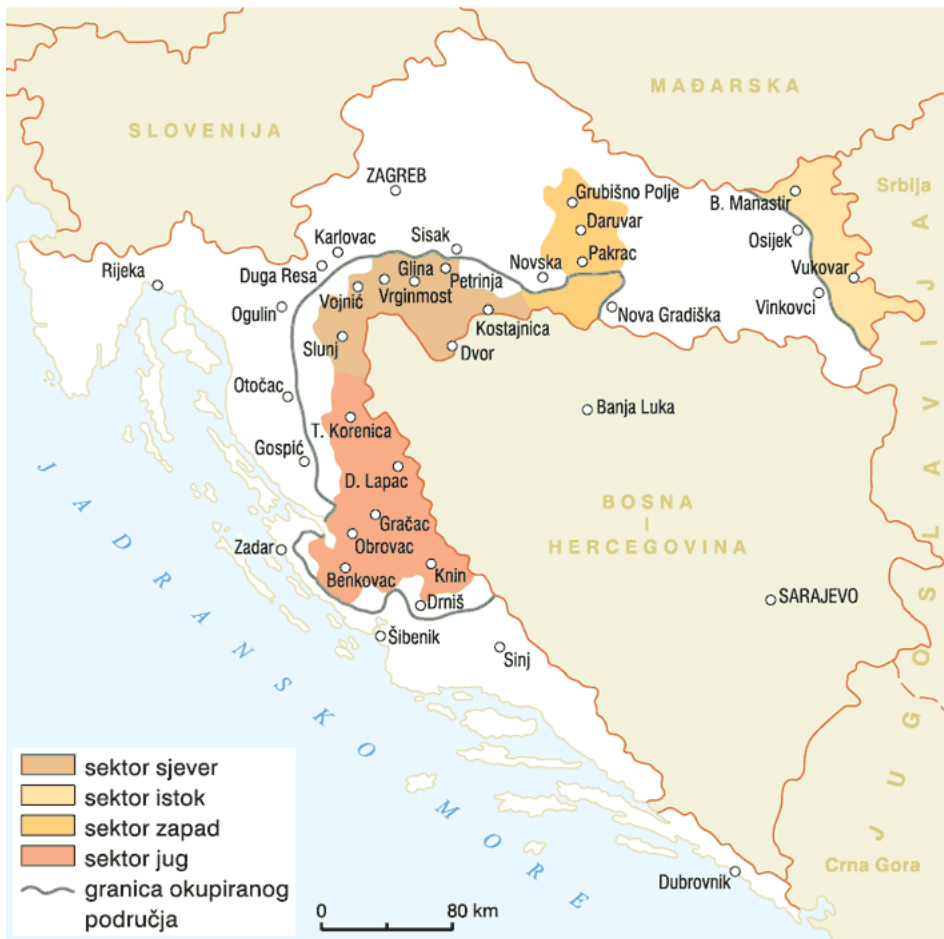 MAĐARSKA
SLOVENIJA
Srbija
ZAGREB
Grubišno Polje
B. Manastir
Daruvar
Osijek
Karlovac
Sisak
Pakrac
Rijeka
Duga Resa
Glina
Petrinja
Novska
Vukovar
Vojnić
Vrginmost
Vinkovci
Ogulin
Kostajnica
Nova Gradiška
Slunj
Dvor
Otočac
Banja Luka
T. Korenica
Gospić
D. Lapac
BOSNA
I
HERCEGOVINA
Gračac
Zadar
Obrovac
Benkovac
Knin
Drniš
SARAJEVO
Šibenik
Sinj
JADRANSKO MORE
JUGOSLAVIJA
Crna Gora
Dubrovnik
sektor sjever
sektor istok
sektor zapad
sektor jug
granica okupiranog
područja
0 80 km